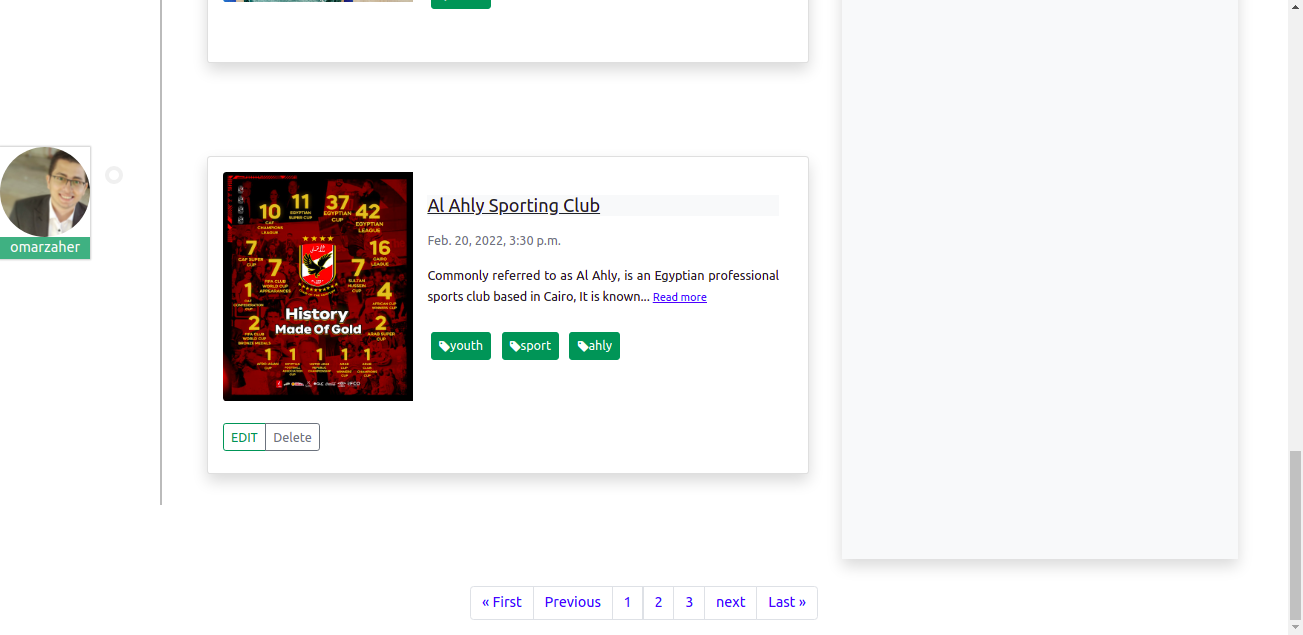 omarzaher
10
CAF
CHAMPIONS
LEAGUE
11
EGYPTIAN
SUPER CUP
37
EGYPTIAN
CUP
42
EGYPTIAN
LEAGUE
7
CAF SUPER
CUP
16
CAIRO
LEAGUE
7
FIFA CLUB
WORLD CUP
APPEARANCES
7
SULTAN
HUSSEIN
CUP
1
4
AFRICAN CUP
WINNERS CUP
2
FIFA CLUB
WORLD CUP
BRONZE MEDALS
History
Made Of Gold
2
ARAB SUPER
CUP
1
1
1
1
1
Al Ahly Sporting Club
Feb. 20, 2022, 3:30 p.m.
Commonly referred to as Al Ahly, is an Egyptian professional
sports club based in Cairo, It is known... Read more
youth sport ahly
EDIT Delete
« First Previous 1 2 3 next Last »